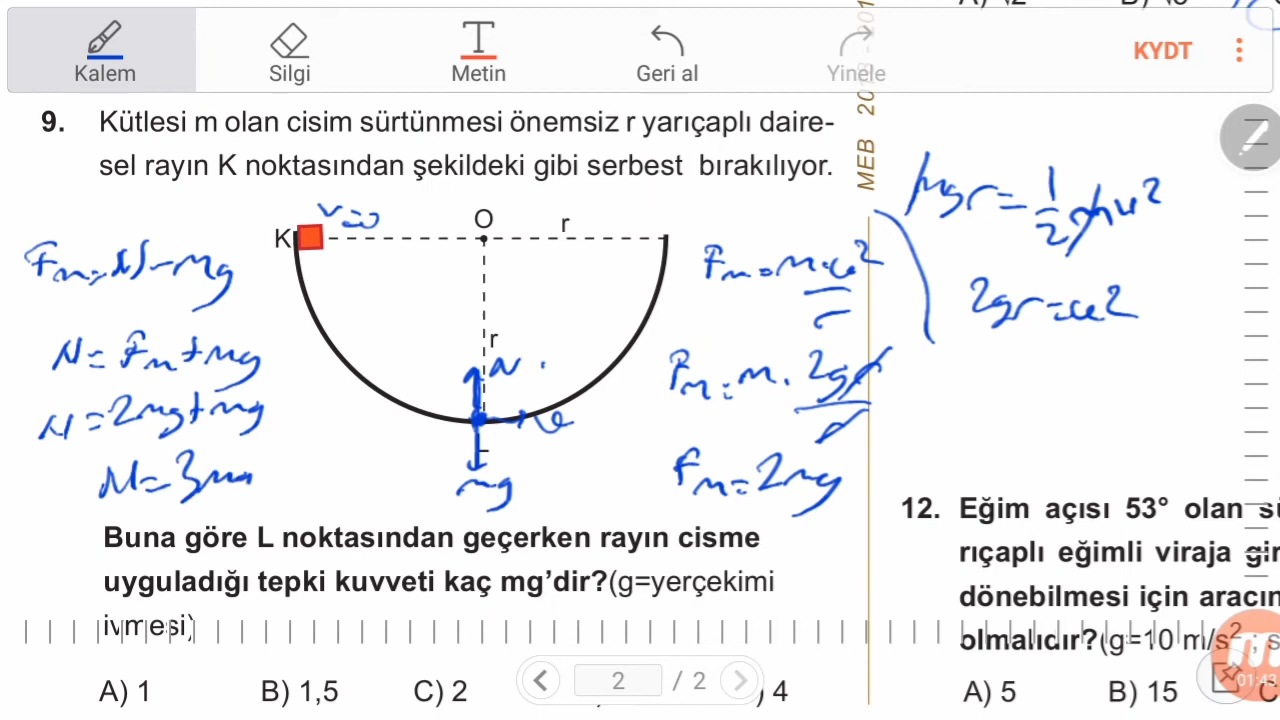 Kalem
Silgi
Metin
Geri al
Yinele
KYDT
9. Kütlesi m olan cisim sürtünmesi önemsiz r yarıçaplı daire-
sel rayın K noktasından şekildeki gibi serbest bırakılıyor.
MEB
K
V=0
O
r
r
N
mg
Fm=N-mg
N=Fm+mg
N=2mg+mg
N=3mg
Fm=m.v²/r
Fm=m.2gr/r
Fm=2mg
mgr=1/2mv²
2gr=v²
Buna göre L noktasından geçerken rayın cisme
uyguladığı tepki kuvveti kaç mg'dir?(g=yerçekimi
ivmesi)
A) 1 B) 1,5 C) 2 ) 4
2 / 2
12. Eğim açısı 53° olan
rıçaplı eğimli viraja
dönebilmesi için
olmalıdır?(g=10 m/s² ; s
A) 5 B) 15 C
01:43